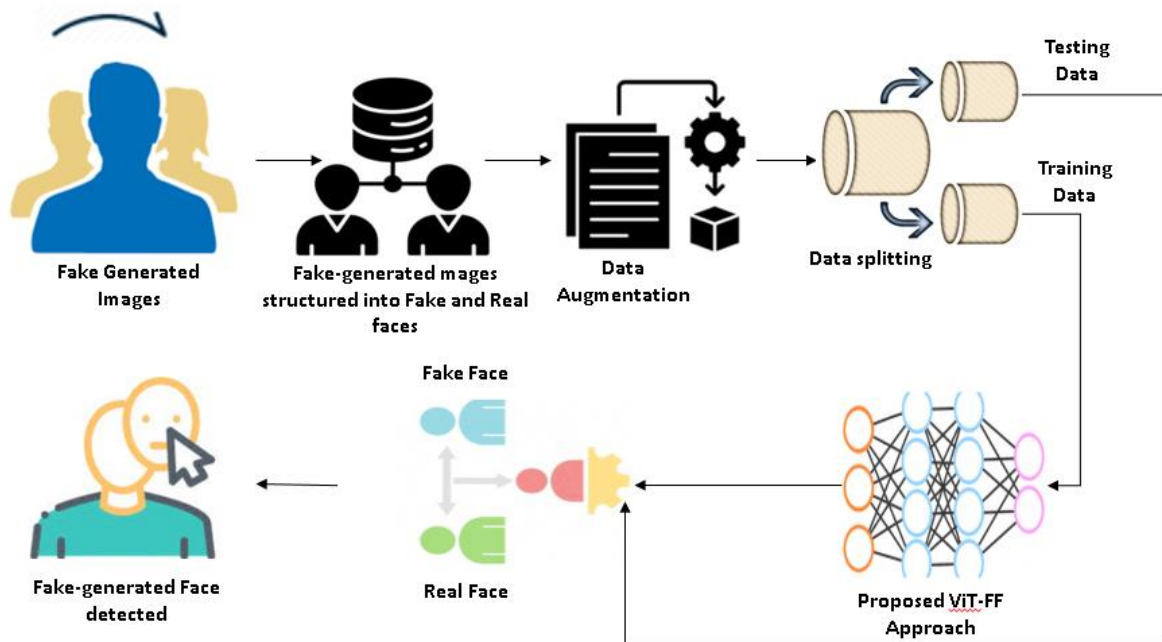 Testing
Data
Training
Data
Fake Generated
Images
Fake-generated mages
structured into Fake and Real
faces
Data
Augmentation
Data splitting
Fake Face
Real Face
Fake-generated Face
detected
Proposed ViT-FF
Approach